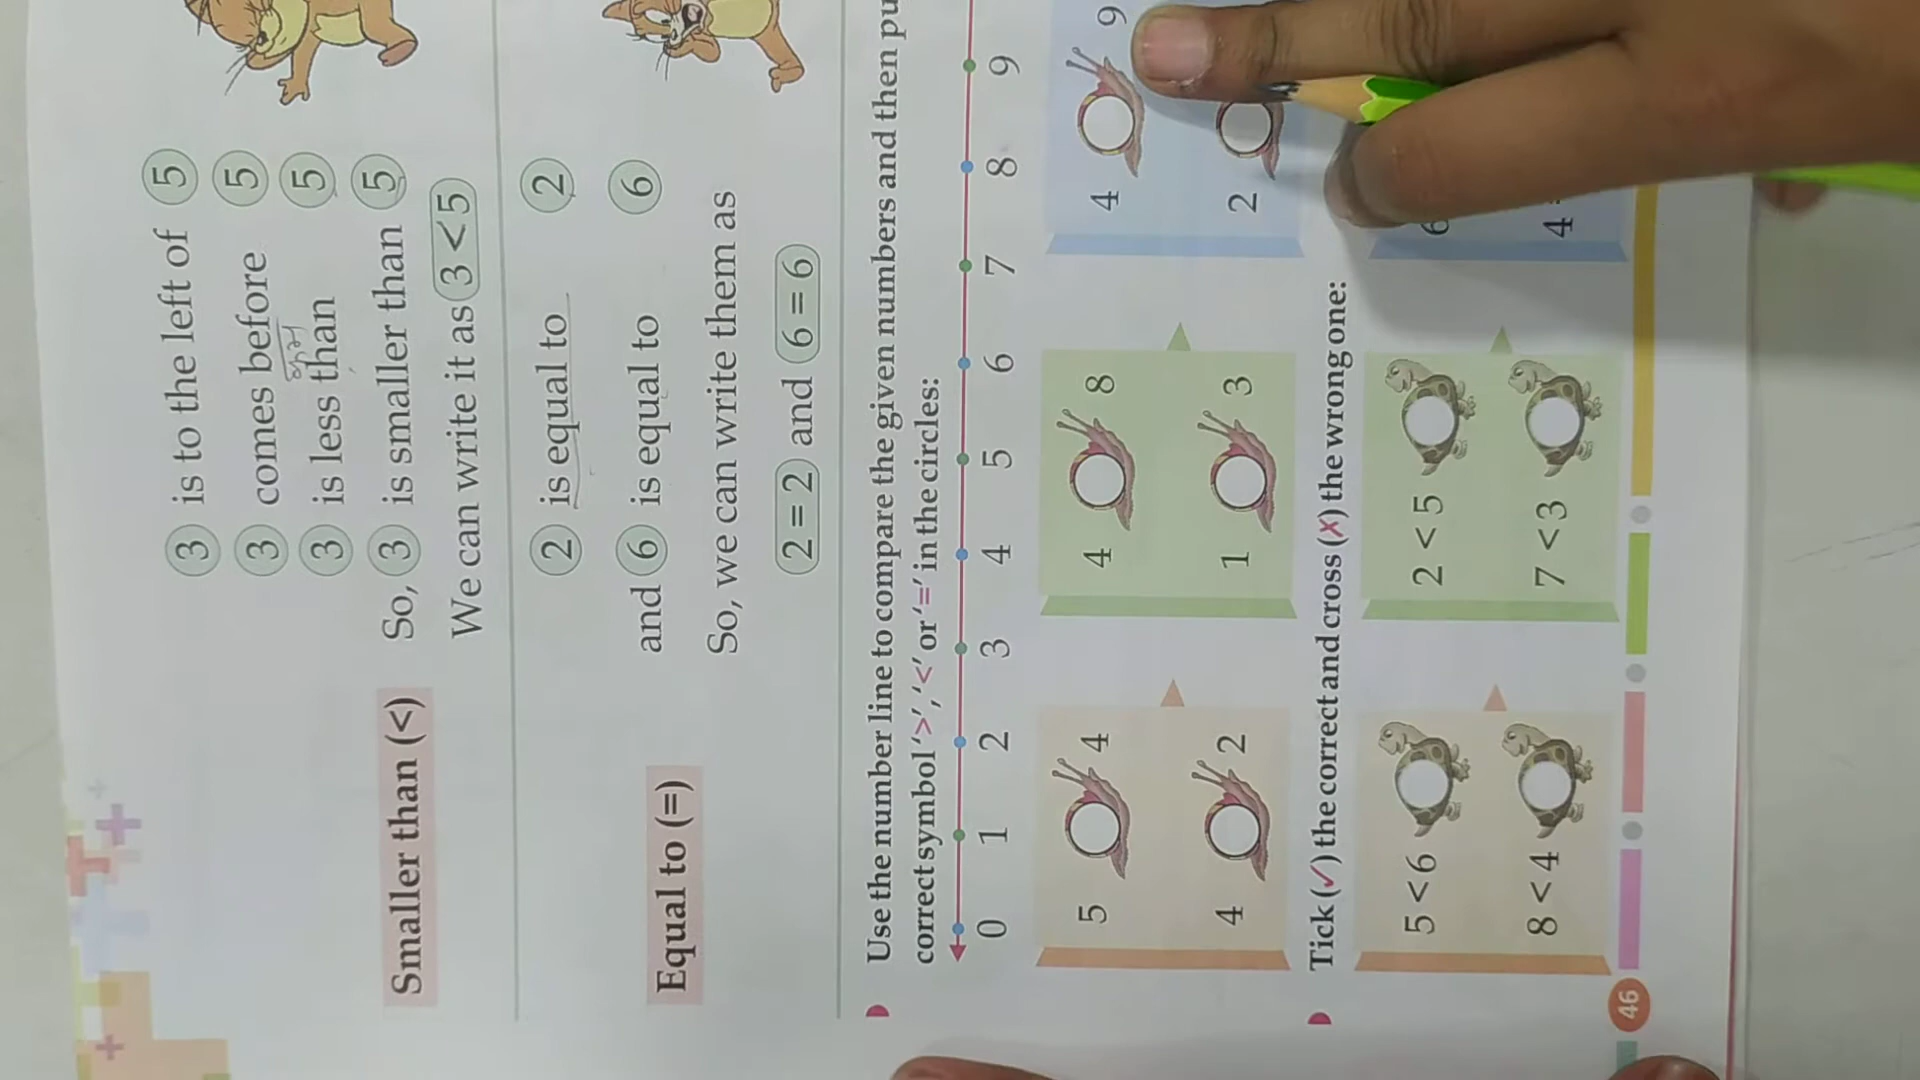 3 is to the left of 5
3 comes before 5
कम
3 is less than 5
Smaller than (<) So, 3 is smaller than 5
We can write it as 3 < 5
2 is equal to 2
Equal to (=) and 6 is equal to 6
So, we can write them as
2 = 2 and 6 = 6
Use the number line to compare the given numbers and then
correct symbol '>', '<' or '=' in the circles:
0 1 2 3 4 5 6 7 8 9
5 4 4 8 4 9
4 2 1 3 2
Tick (✓) the correct and cross (✗) the wrong one:
5 < 6 2 < 5 6
8 < 4 7 < 3 4
46